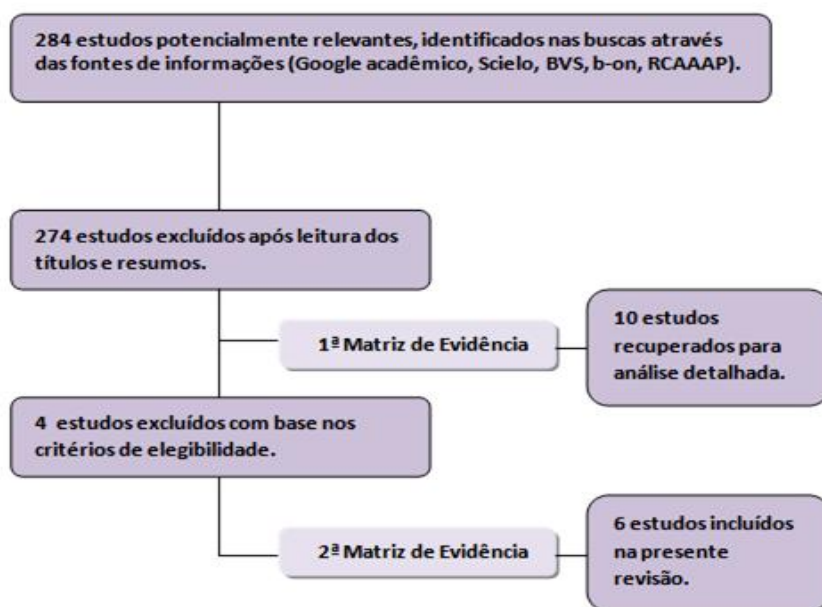 284 estudos potencialmente relevantes, identificados nas buscas através
das fontes de informações (Google acadêmico, Scielo, BVS, b-on, RCAAAP).
274 estudos excluídos após leitura dos
títulos e resumos.
1ª Matriz de Evidência
10 estudos
recuperados para
análise detalhada.
4 estudos excluídos com base nos
critérios de elegibilidade.
2ª Matriz de Evidência
6 estudos incluídos
na presente
revisão.